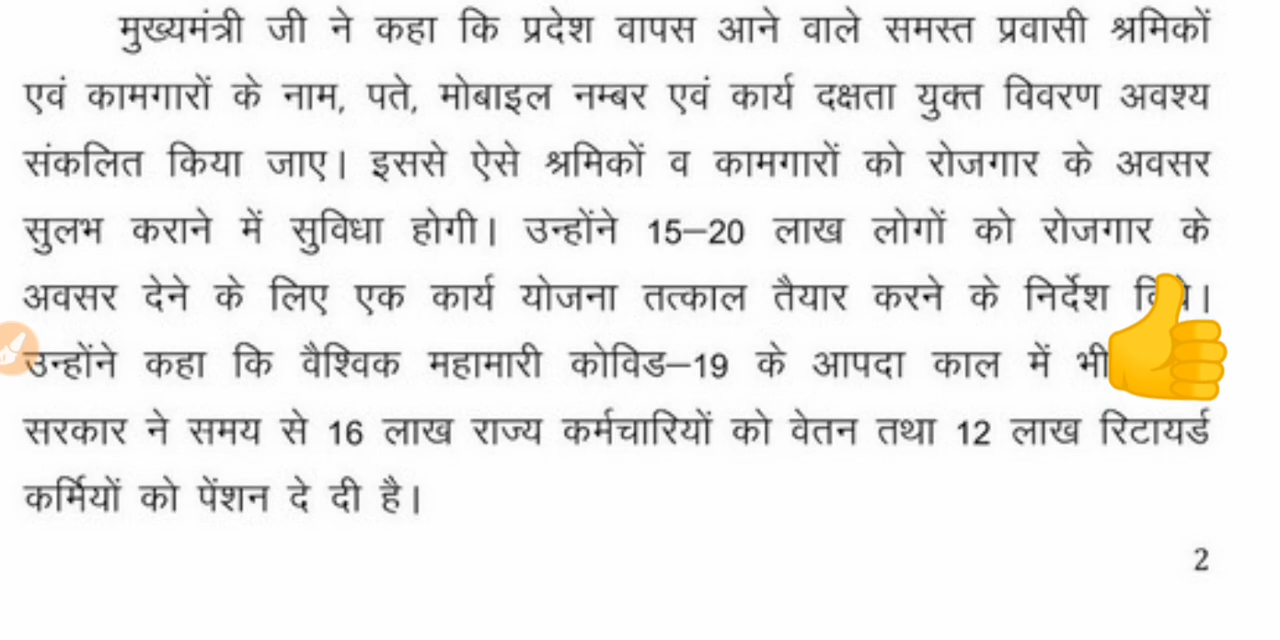 मुख्यमंत्री जी ने कहा कि प्रदेश वापस आने वाले समस्त प्रवासी श्रमिकों
एवं कामगारों के नाम, पते, मोबाइल नम्बर एवं कार्य दक्षता युक्त विवरण अवश्य
संकलित किया जाए। इससे ऐसे श्रमिकों व कामगारों को रोजगार के अवसर
सुलभ कराने में सुविधा होगी। उन्होंने 15–20 लाख लोगों को रोजगार के
अवसर देने के लिए एक कार्य योजना तत्काल तैयार करने के निर्देश
उन्होंने कहा कि वैश्विक महामारी कोविड–19 के आपदा काल में भी
सरकार ने समय से 16 लाख राज्य कर्मचारियों को वेतन तथा 12 लाख रिटायर्ड
कर्मियों को पेंशन दे दी है।
2